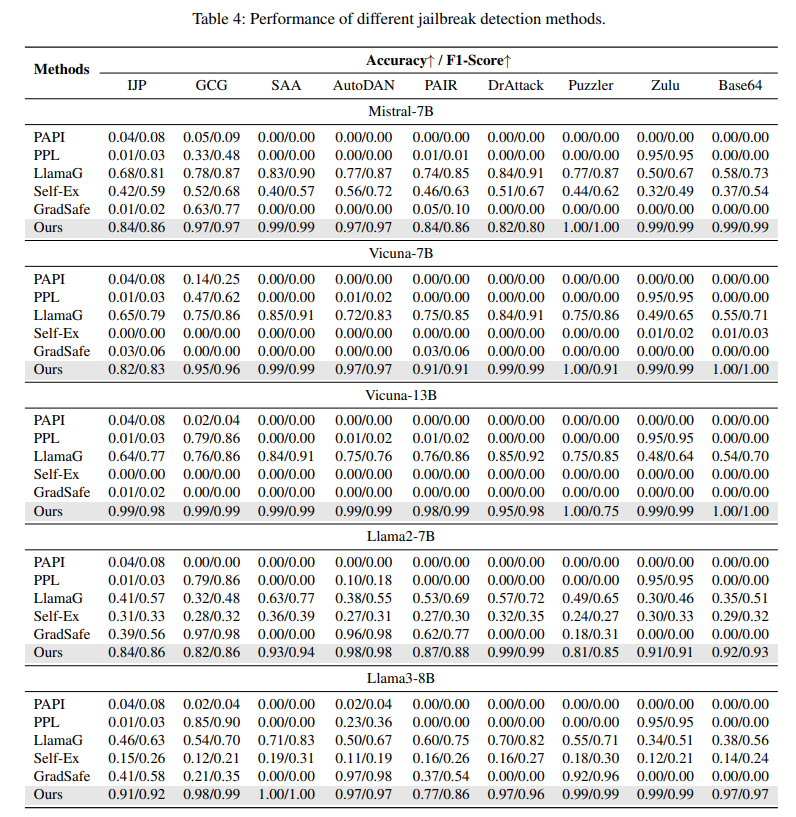 Table 4: Performance of different jailbreak detection methods.
Methods Accuracy↑ / F1-Score↑
IJP GCG SAA AutoDAN PAIR DrAttack Puzzler Zulu Base64
Mistral-7B
PAPI 0.04/0.08 0.05/0.09 0.00/0.00 0.00/0.00 0.00/0.00 0.00/0.00 0.00/0.00 0.00/0.00 0.00/0.00
PPL 0.01/0.03 0.33/0.48 0.00/0.00 0.00/0.00 0.01/0.01 0.00/0.00 0.00/0.00 0.95/0.95 0.00/0.00
LlamaG 0.68/0.81 0.78/0.87 0.83/0.90 0.77/0.87 0.74/0.85 0.84/0.91 0.77/0.87 0.50/0.67 0.58/0.73
Self-Ex 0.42/0.59 0.52/0.68 0.40/0.57 0.56/0.72 0.46/0.63 0.51/0.67 0.44/0.62 0.32/0.49 0.37/0.54
GradSafe 0.01/0.02 0.63/0.77 0.00/0.00 0.00/0.00 0.05/0.10 0.00/0.00 0.00/0.00 0.00/0.00 0.00/0.00
Ours 0.84/0.86 0.97/0.97 0.99/0.99 0.97/0.97 0.84/0.86 0.82/0.80 1.00/1.00 0.99/0.99 0.99/0.99
Vicuna-7B
PAPI 0.04/0.08 0.14/0.25 0.00/0.00 0.00/0.00 0.00/0.00 0.00/0.00 0.00/0.00 0.00/0.00 0.00/0.00
PPL 0.01/0.03 0.47/0.62 0.00/0.00 0.01/0.02 0.00/0.00 0.00/0.00 0.00/0.00 0.95/0.95 0.00/0.00
LlamaG 0.65/0.79 0.75/0.86 0.85/0.91 0.72/0.83 0.75/0.85 0.84/0.91 0.75/0.86 0.49/0.65 0.55/0.71
Self-Ex 0.00/0.00 0.00/0.00 0.00/0.00 0.00/0.00 0.00/0.00 0.00/0.00 0.00/0.00 0.01/0.02 0.01/0.03
GradSafe 0.03/0.06 0.00/0.00 0.00/0.00 0.00/0.00 0.03/0.06 0.00/0.00 0.00/0.00 0.00/0.00 0.00/0.00
Ours 0.82/0.83 0.95/0.96 0.99/0.99 0.97/0.97 0.91/0.91 0.99/0.99 1.00/0.91 0.99/0.99 1.00/1.00
Vicuna-13B
PAPI 0.04/0.08 0.02/0.04 0.00/0.00 0.00/0.00 0.00/0.00 0.00/0.00 0.00/0.00 0.00/0.00 0.00/0.00
PPL 0.01/0.03 0.79/0.86 0.00/0.00 0.01/0.02 0.01/0.02 0.00/0.00 0.00/0.00 0.95/0.95 0.00/0.00
LlamaG 0.64/0.77 0.76/0.86 0.84/0.91 0.75/0.76 0.76/0.86 0.85/0.92 0.75/0.85 0.48/0.64 0.54/0.70
Self-Ex 0.00/0.00 0.00/0.00 0.00/0.00 0.00/0.00 0.00/0.00 0.00/0.00 0.00/0.00 0.00/0.00 0.00/0.00
GradSafe 0.01/0.02 0.00/0.00 0.00/0.00 0.00/0.00 0.00/0.00 0.00/0.00 0.00/0.00 0.00/0.00 0.00/0.00
Ours 0.99/0.98 0.99/0.99 0.99/0.99 0.99/0.99 0.98/0.99 0.95/0.98 1.00/0.75 0.99/0.99 1.00/1.00
Llama2-7B
PAPI 0.04/0.08 0.00/0.00 0.00/0.00 0.00/0.00 0.00/0.00 0.00/0.00 0.00/0.00 0.00/0.00 0.00/0.00
PPL 0.01/0.03 0.79/0.86 0.00/0.00 0.10/0.18 0.00/0.00 0.00/0.00 0.00/0.00 0.95/0.95 0.00/0.00
LlamaG 0.41/0.57 0.32/0.48 0.63/0.77 0.38/0.55 0.53/0.69 0.57/0.72 0.49/0.65 0.30/0.46 0.35/0.51
Self-Ex 0.31/0.33 0.28/0.32 0.36/0.39 0.27/0.31 0.27/0.30 0.32/0.35 0.24/0.27 0.30/0.33 0.29/0.32
GradSafe 0.39/0.56 0.97/0.98 0.00/0.00 0.96/0.98 0.62/0.77 0.00/0.00 0.18/0.31 0.00/0.00 0.00/0.00
Ours 0.84/0.86 0.82/0.86 0.93/0.94 0.98/0.98 0.87/0.88 0.99/0.99 0.81/0.85 0.91/0.91 0.92/0.93
Llama3-8B
PAPI 0.04/0.08 0.02/0.04 0.00/0.00 0.02/0.04 0.00/0.00 0.00/0.00 0.00/0.00 0.00/0.00 0.00/0.00
PPL 0.01/0.03 0.85/0.90 0.00/0.00 0.23/0.36 0.00/0.00 0.00/0.00 0.00/0.00 0.95/0.95 0.00/0.00
LlamaG 0.46/0.63 0.54/0.70 0.71/0.83 0.50/0.67 0.60/0.75 0.70/0.82 0.55/0.71 0.34/0.51 0.38/0.56
Self-Ex 0.15/0.26 0.12/0.21 0.19/0.31 0.11/0.19 0.16/0.26 0.16/0.27 0.18/0.30 0.12/0.21 0.14/0.24
GradSafe 0.41/0.58 0.21/0.35 0.00/0.00 0.97/0.98 0.37/0.54 0.00/0.00 0.92/0.96 0.00/0.00 0.00/0.00
Ours 0.91/0.92 0.98/0.99 1.00/1.00 0.97/0.97 0.77/0.86 0.97/0.96 0.99/0.99 0.99/0.99 0.97/0.97